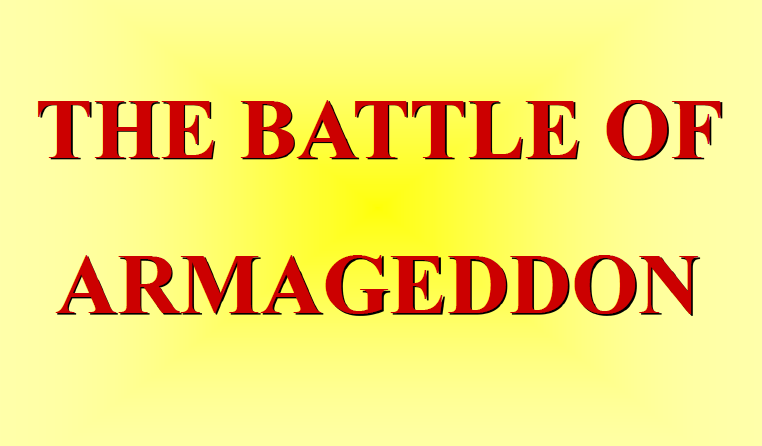 THE BATTLE OF
ARMAGEDDON